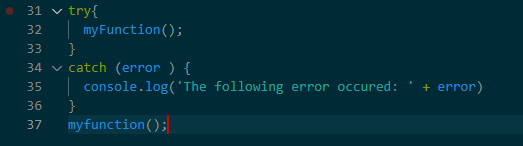 31 try{
32 myFunction();
33 }
34 catch (error ) {
35 console.log('The following error occured: ' + error)
36 }
37 myfunction();